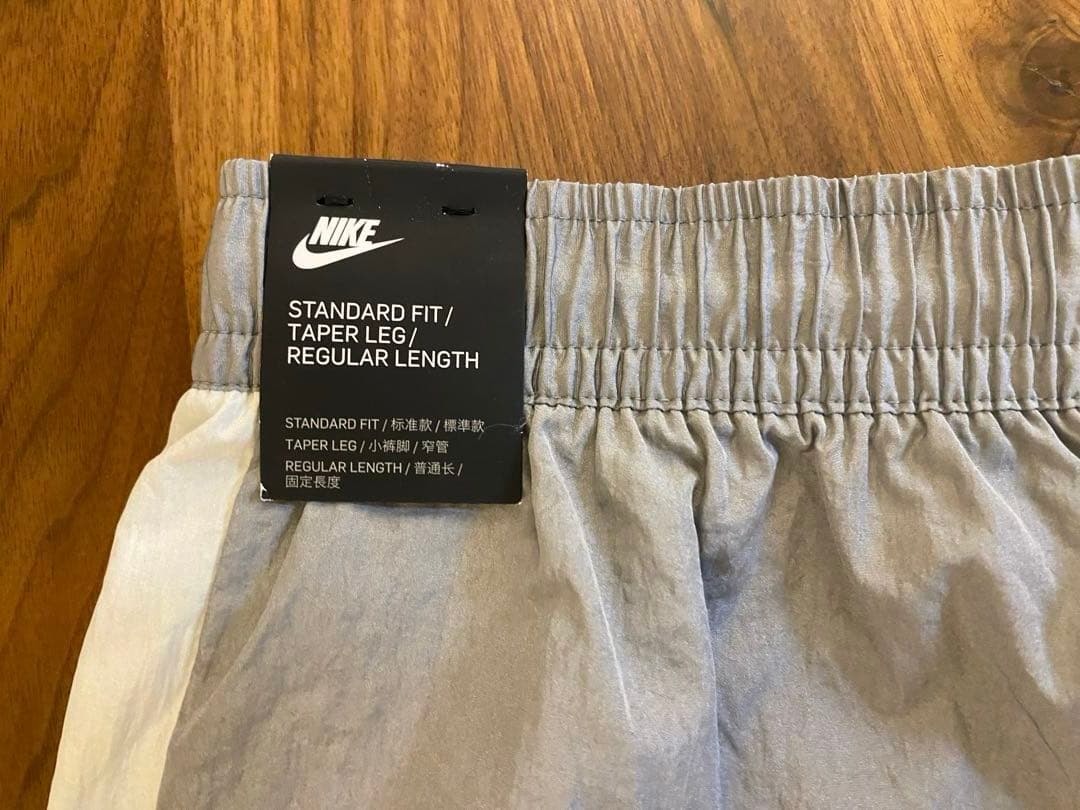 NIKE
STANDARD FIT/
TAPER LEG/
REGULAR LENGTH
STANDARD FIT / 标准款 / 標準款
TAPER LEG / 小裤脚 / 窄管
REGULAR LENGTH / 普通长 /
固定長度